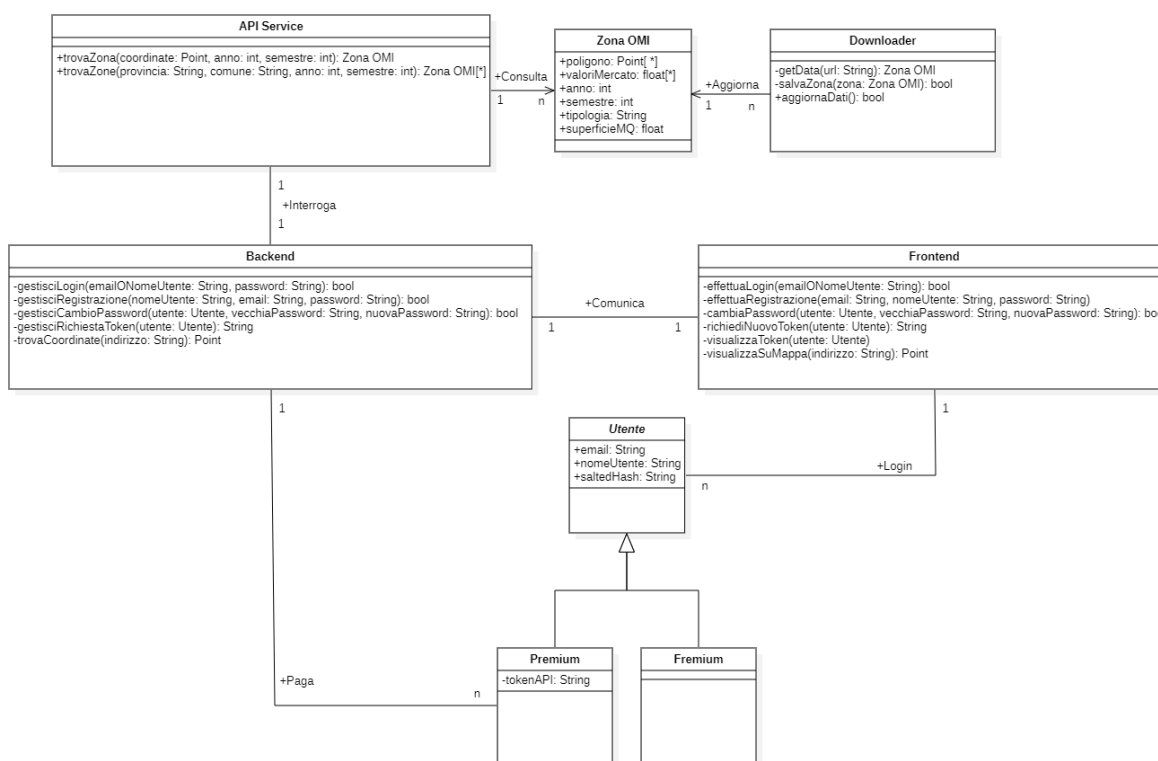 API Service
+trovaZona(coordinate: Point, anno: int, semestre: int): Zona OMI
+trovaZone(provincia: String, comune: String, anno: int, semestre: int): Zona OMI[*]
+Consulta
1
n
Zona OMI
+poligono: Point[ *]
+valoriMercato: float[*]
+anno: int
+semestre: int
+tipologia: String
+superficieMQ: float
+Aggiorna
1
n
Downloader
-getData(url: String): Zona OMI
-salvaZona(zona: Zona OMI): bool
+aggiornaDati(): bool
1
+Interroga
1
Backend
-gestisciLogin(emailONomeUtente: String, password: String): bool
-gestisciRegistrazione(nomeUtente: String, email: String, password: String): bool
-gestisciCambioPassword(utente: Utente, vecchiaPassword: String, nuovaPassword: String): bool
-gestisciRichiestaToken(utente: Utente): String
-trovaCoordinate(indirizzo: String): Point
+Comunica
1
1
Frontend
-effettuaLogin(emailONomeUtente: String): bool
-effettuaRegistrazione(email: String, nomeUtente: String, password: String)
-cambiaPassword(utente: Utente, vecchiaPassword: String, nuovaPassword: String): boo
-richiediNuovoToken(utente: Utente): String
-visualizzaToken(utente: Utente)
-visualizzaSuMappa(indirizzo: String): Point
1
1
Utente
+email: String
+nomeUtente: String
+saltedHash: String
+Login
n
Premium
-tokenAPI: String
Fremium
+Paga
n